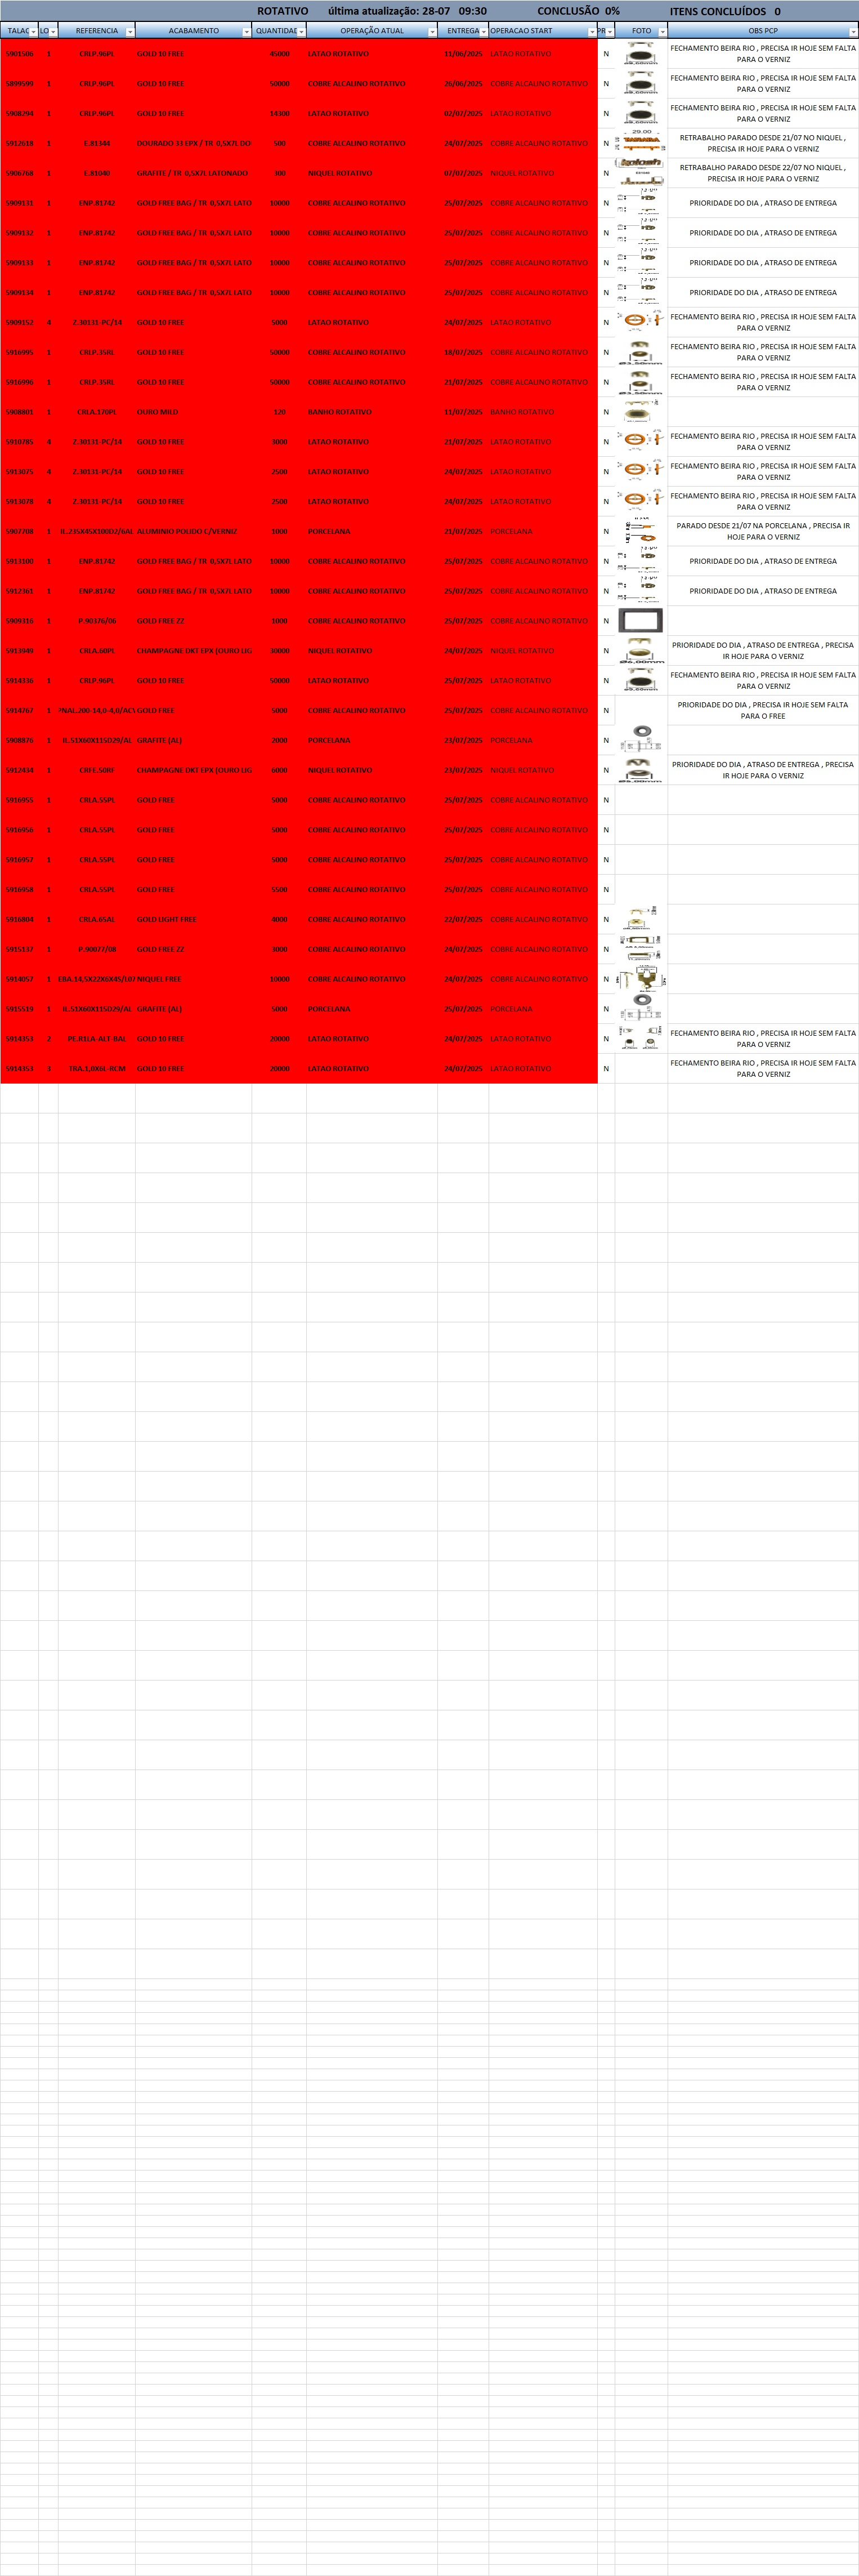 ROTATIVO última atualização: 28-07 09:30 CONCLUSÃO 0% ITENS CONCLUÍDOS 0
TALAC LO REFERENCIA ACABAMENTO QUANTIDAD OPERAÇÃO ATUAL ENTREGA OPERACAO START PR FOTO OBS PCP
5901506 1 CRLP.96PL GOLD 10 FREE 45000 LATAO ROTATIVO 11/06/2025 LATAO ROTATIVO N FECHAMENTO BEIRA RIO , PRECISA IR HOJE SEM FALTA PARA O VERNIZ
5899599 1 CRLP.96PL GOLD 10 FREE 50000 COBRE ALCALINO ROTATIVO 26/06/2025 COBRE ALCALINO ROTATIVO N FECHAMENTO BEIRA RIO , PRECISA IR HOJE SEM FALTA PARA O VERNIZ
5908294 1 CRLP.96PL GOLD 10 FREE 14300 LATAO ROTATIVO 02/07/2025 LATAO ROTATIVO N FECHAMENTO BEIRA RIO , PRECISA IR HOJE SEM FALTA PARA O VERNIZ
5912618 1 E.81344 DOURADO 33 EPX / TR 0,5X7L DO 500 COBRE ALCALINO ROTATIVO 24/07/2025 COBRE ALCALINO ROTATIVO N 29.00 RETRABALHO PARADO DESDE 21/07 NO NIQUEL , PRECISA IR HOJE PARA O VERNIZ
5906768 1 E.81040 GRAFITE / TR 0,5X7L LATONADO 300 NIQUEL ROTATIVO 07/07/2025 NIQUEL ROTATIVO N RETRABALHO PARADO DESDE 22/07 NO NIQUEL , PRECISA IR HOJE PARA O VERNIZ
5909131 1 ENP.81742 GOLD FREE BAG / TR 0,5X7L LATO 10000 COBRE ALCALINO ROTATIVO 25/07/2025 COBRE ALCALINO ROTATIVO N PRIORIDADE DO DIA , ATRASO DE ENTREGA
5909132 1 ENP.81742 GOLD FREE BAG / TR 0,5X7L LATO 10000 COBRE ALCALINO ROTATIVO 25/07/2025 COBRE ALCALINO ROTATIVO N PRIORIDADE DO DIA , ATRASO DE ENTREGA
5909133 1 ENP.81742 GOLD FREE BAG / TR 0,5X7L LATO 10000 COBRE ALCALINO ROTATIVO 25/07/2025 COBRE ALCALINO ROTATIVO N PRIORIDADE DO DIA , ATRASO DE ENTREGA
5909134 1 ENP.81742 GOLD FREE BAG / TR 0,5X7L LATO 10000 COBRE ALCALINO ROTATIVO 25/07/2025 COBRE ALCALINO ROTATIVO N PRIORIDADE DO DIA , ATRASO DE ENTREGA
5909152 4 Z.30131-PC/14 GOLD 10 FREE 5000 LATAO ROTATIVO 24/07/2025 LATAO ROTATIVO N FECHAMENTO BEIRA RIO , PRECISA IR HOJE SEM FALTA PARA O VERNIZ
5916995 1 CRLP.35RL GOLD 10 FREE 50000 COBRE ALCALINO ROTATIVO 18/07/2025 COBRE ALCALINO ROTATIVO N FECHAMENTO BEIRA RIO , PRECISA IR HOJE SEM FALTA PARA O VERNIZ
5916996 1 CRLP.35RL GOLD 10 FREE 50000 COBRE ALCALINO ROTATIVO 21/07/2025 COBRE ALCALINO ROTATIVO N FECHAMENTO BEIRA RIO , PRECISA IR HOJE SEM FALTA PARA O VERNIZ
5908801 1 CRLA.170PL OURO MILD 120 BANHO ROTATIVO 11/07/2025 BANHO ROTATIVO N
5910785 4 Z.30131-PC/14 GOLD 10 FREE 3000 LATAO ROTATIVO 21/07/2025 LATAO ROTATIVO N FECHAMENTO BEIRA RIO , PRECISA IR HOJE SEM FALTA PARA O VERNIZ
5913075 4 Z.30131-PC/14 GOLD 10 FREE 2500 LATAO ROTATIVO 24/07/2025 LATAO ROTATIVO N FECHAMENTO BEIRA RIO , PRECISA IR HOJE SEM FALTA PARA O VERNIZ
5913078 4 Z.30131-PC/14 GOLD 10 FREE 2500 LATAO ROTATIVO 24/07/2025 LATAO ROTATIVO N FECHAMENTO BEIRA RIO , PRECISA IR HOJE SEM FALTA PARA O VERNIZ
5907708 1 ALUMINIO POLIDO C/VERNIZ 1000 PORCELANA 21/07/2025 PORCELANA N PARADO DESDE 21/07 NA PORCELANA , PRECISA IR HOJE PARA O VERNIZ
5913100 1 ENP.81742 GOLD FREE BAG / TR 0,5X7L LATO 10000 COBRE ALCALINO ROTATIVO 25/07/2025 COBRE ALCALINO ROTATIVO N PRIORIDADE DO DIA , ATRASO DE ENTREGA
5912361 1 ENP.81742 GOLD FREE BAG / TR 0,5X7L LATO 10000 COBRE ALCALINO ROTATIVO 25/07/2025 COBRE ALCALINO ROTATIVO N PRIORIDADE DO DIA , ATRASO DE ENTREGA
5909316 1 P.90376/06 GOLD FREE ZZ 1000 COBRE ALCALINO ROTATIVO 25/07/2025 COBRE ALCALINO ROTATIVO N
5913949 1 CRLA.60PL CHAMPAGNE DKT EPX (OURO LIG 30000 NIQUEL ROTATIVO 24/07/2025 NIQUEL ROTATIVO N PRIORIDADE DO DIA , ATRASO DE ENTREGA , PRECISA IR HOJE PARA O VERNIZ
5914336 1 CRLP.96PL GOLD 10 FREE 50000 LATAO ROTATIVO 25/07/2025 LATAO ROTATIVO N FECHAMENTO BEIRA RIO , PRECISA IR HOJE SEM FALTA PARA O VERNIZ
5914767 1 GOLD FREE 5000 COBRE ALCALINO ROTATIVO 25/07/2025 COBRE ALCALINO ROTATIVO N PRIORIDADE DO DIA , PRECISA IR HOJE SEM FALTA PARA O FREE
5908876 1 IL.51X60X115D29/AL GRAFITE (AL) 2000 PORCELANA 23/07/2025 PORCELANA N
5912434 1 CRFE.50RF CHAMPAGNE DKT EPX (OURO LIG 6000 NIQUEL ROTATIVO 23/07/2025 NIQUEL ROTATIVO N PRIORIDADE DO DIA , ATRASO DE ENTREGA , PRECISA IR HOJE PARA O VERNIZ
5916955 1 CRLA.55PL GOLD FREE 5000 COBRE ALCALINO ROTATIVO 25/07/2025 COBRE ALCALINO ROTATIVO N
5916956 1 CRLA.55PL GOLD FREE 5000 COBRE ALCALINO ROTATIVO 25/07/2025 COBRE ALCALINO ROTATIVO N
5916957 1 CRLA.55PL GOLD FREE 5000 COBRE ALCALINO ROTATIVO 25/07/2025 COBRE ALCALINO ROTATIVO N
5916958 1 CRLA.55PL GOLD FREE 5500 COBRE ALCALINO ROTATIVO 25/07/2025 COBRE ALCALINO ROTATIVO N
5916804 1 CRLA.65AL GOLD LIGHT FREE 4000 COBRE ALCALINO ROTATIVO 22/07/2025 COBRE ALCALINO ROTATIVO N
5915137 1 P.90077/08 GOLD FREE ZZ 3000 COBRE ALCALINO ROTATIVO 24/07/2025 COBRE ALCALINO ROTATIVO N
5914057 1 NIQUEL FREE 10000 COBRE ALCALINO ROTATIVO 24/07/2025 COBRE ALCALINO ROTATIVO N
5915519 1 IL.51X60X115D29/AL GRAFITE (AL) 5000 PORCELANA 25/07/2025 PORCELANA N
5914353 2 PE.R1LA-ALT-BAL GOLD 10 FREE 20000 LATAO ROTATIVO 24/07/2025 LATAO ROTATIVO N FECHAMENTO BEIRA RIO , PRECISA IR HOJE SEM FALTA PARA O VERNIZ
5914353 3 TRA.1,0X6L-RCM GOLD 10 FREE 20000 LATAO ROTATIVO 24/07/2025 LATAO ROTATIVO N FECHAMENTO BEIRA RIO , PRECISA IR HOJE SEM FALTA PARA O VERNIZ